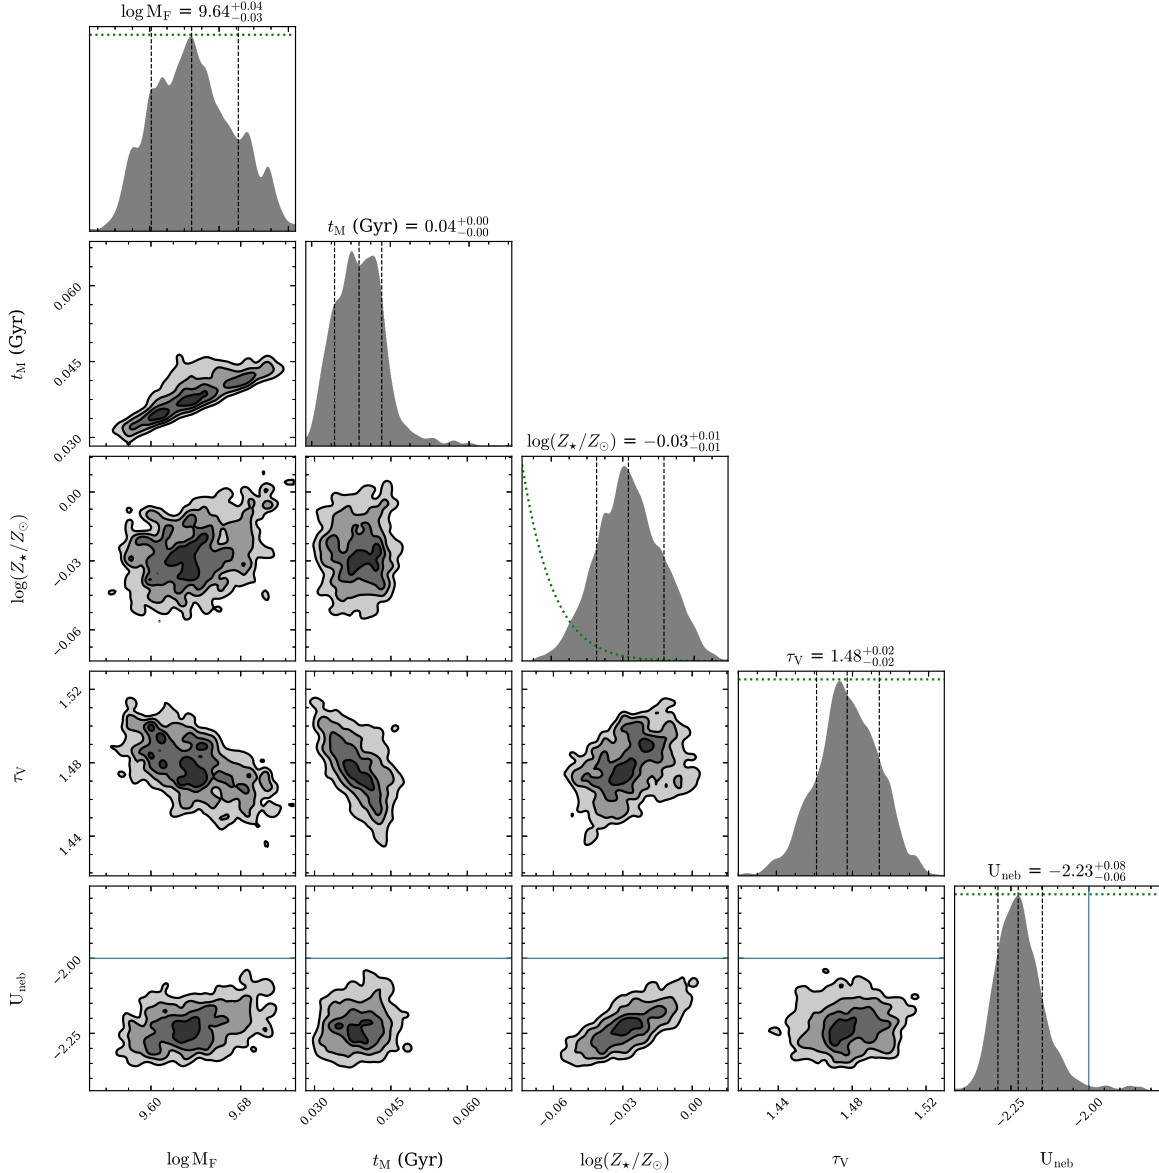 log M_F = 9.64^{+0.04}_{-0.03}
t_M (Gyr) = 0.04^{+0.00}_{-0.00}
t_M (Gyr)
0.060
0.045
0.030
log(Z_⋆/Z_⊙) = −0.03^{+0.01}_{-0.01}
log(Z_⋆/Z_⊙)
0.00
−0.03
−0.06
τ_V = 1.48^{+0.02}_{-0.02}
τ_V
1.52
1.48
1.44
U_neb = −2.23^{+0.08}_{-0.06}
U_neb
−2.00
−2.25
9.60 9.68 0.030 0.045 0.060 −0.06 −0.03 0.00 1.44 1.48 1.52 −2.25 −2.00
log M_F t_M (Gyr) log(Z_⋆/Z_⊙) τ_V U_neb